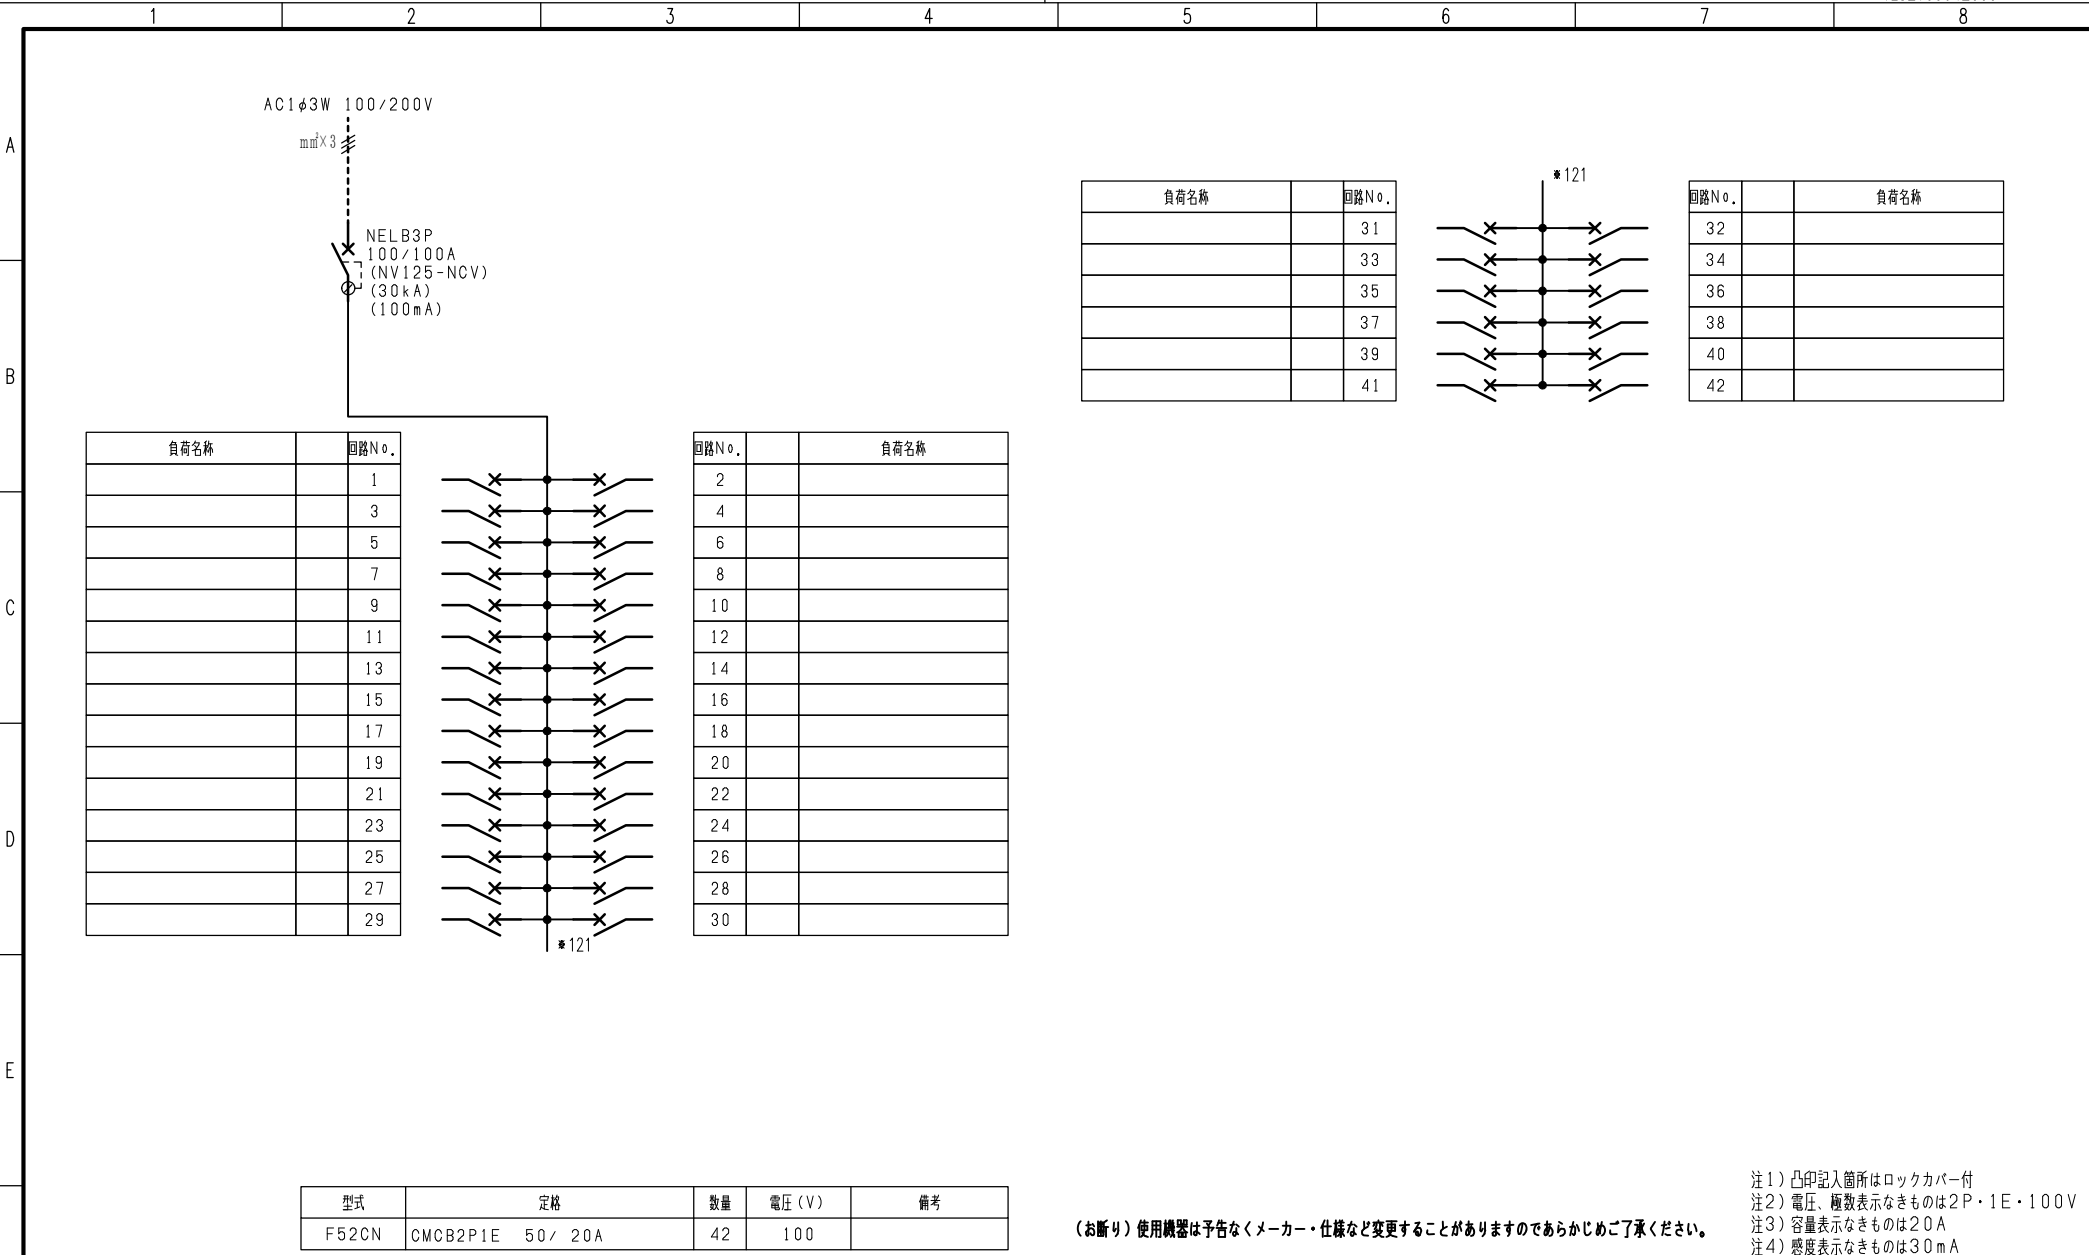 1 2 3 4 5 6 7 8
A
B
C
D
E
AC1φ3W 100/200V
mm²×3
NELB3P
100/100A
(NV125-NCV)
(30kA)
(100mA)
負荷名称 回路No. 回路No. 負荷名称
1 2
3 4
5 6
7 8
9 10
11 12
13 14
15 16
17 18
19 20
21 22
23 24
25 26
27 28
29 30
*121
*121
負荷名称 回路No. 回路No. 負荷名称
31 32
33 34
35 36
37 38
39 40
41 42
型式 定格 数量 電圧(V) 備考
F52CN CMCB2P1E 50/ 20A 42 100
(お断り)使用機器は予告なくメーカー・仕様など変更することがありますのであらかじめご了承ください。
注1)凸印記入箇所はロックカバー付
注2)電圧、極数表示なきものは2P・1E・100V
注3)容量表示なきものは20A
注4)感度表示なきものは30mA